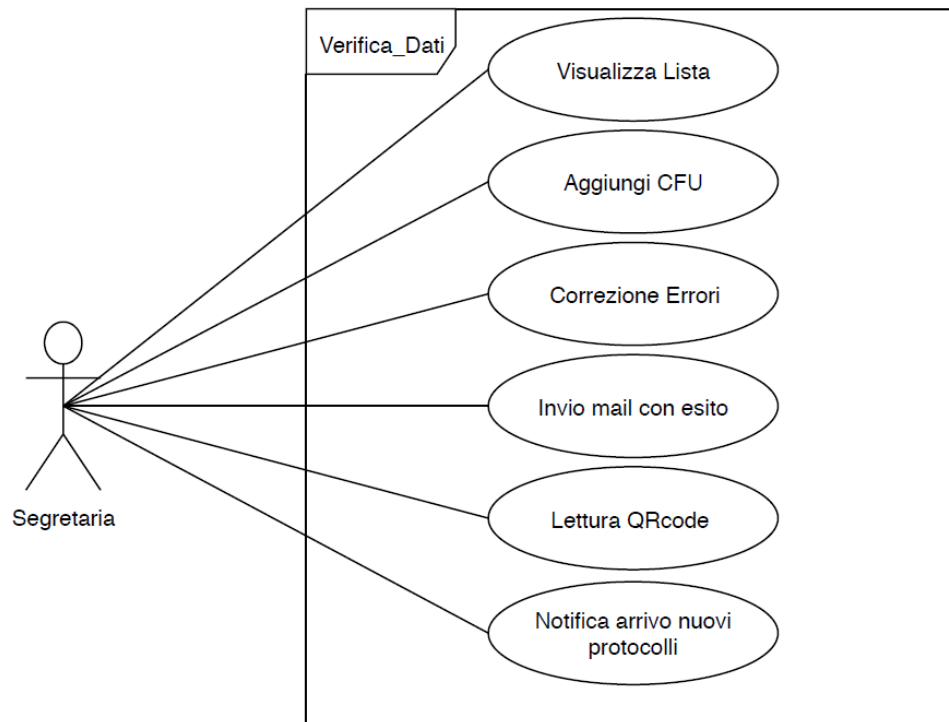 Verifica_Dati
Visualizza Lista
Aggiungi CFU
Correzione Errori
Invio mail con esito
Lettura QRcode
Segretaria
Notifica arrivo nuovi
protocolli